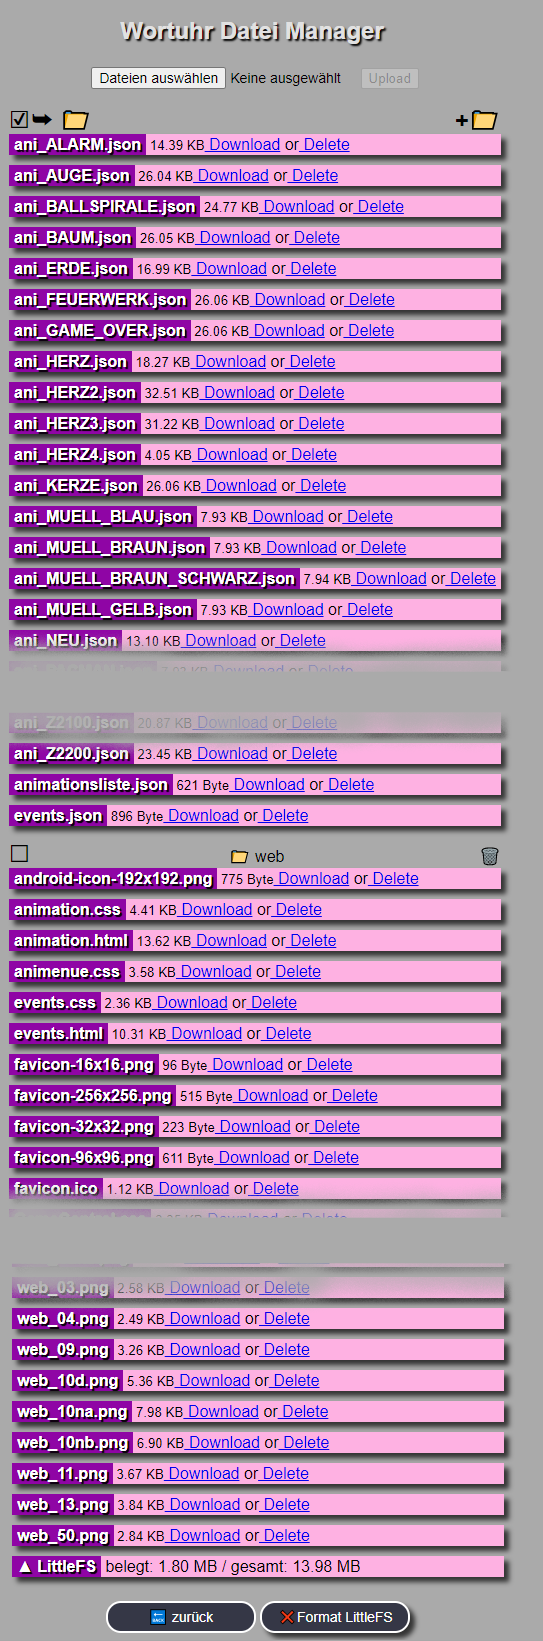 Wortuhr Datei Manager
Dateien auswählen Keine ausgewählt Upload
ani_ALARM.json 14.39 KB Download or Delete
ani_AUGE.json 26.04 KB Download or Delete
ani_BALLSPIRALE.json 24.77 KB Download or Delete
ani_BAUM.json 26.05 KB Download or Delete
ani_ERDE.json 16.99 KB Download or Delete
ani_FEUERWERK.json 26.06 KB Download or Delete
ani_GAME_OVER.json 26.06 KB Download or Delete
ani_HERZ.json 18.27 KB Download or Delete
ani_HERZ2.json 32.51 KB Download or Delete
ani_HERZ3.json 31.22 KB Download or Delete
ani_HERZ4.json 4.05 KB Download or Delete
ani_KERZE.json 26.06 KB Download or Delete
ani_MUELL_BLAU.json 7.93 KB Download or Delete
ani_MUELL_BRAUN.json 7.93 KB Download or Delete
ani_MUELL_BRAUN_SCHWARZ.json 7.94 KB Download or Delete
ani_MUELL_GELB.json 7.93 KB Download or Delete
ani_NEU.json 13.10 KB Download or Delete
Download or Delete
ani_Z2100.json 20.87 KB Download or Delete
ani_Z2200.json 23.45 KB Download or Delete
animationsliste.json 621 Byte Download or Delete
events.json 896 Byte Download or Delete
web
android-icon-192x192.png 775 Byte Download or Delete
animation.css 4.41 KB Download or Delete
animation.html 13.62 KB Download or Delete
animenue.css 3.58 KB Download or Delete
events.css 2.36 KB Download or Delete
events.html 10.31 KB Download or Delete
favicon-16x16.png 96 Byte Download or Delete
favicon-256x256.png 515 Byte Download or Delete
favicon-32x32.png 223 Byte Download or Delete
favicon-96x96.png 611 Byte Download or Delete
favicon.ico 1.12 KB Download or Delete
web_03.png 2.58 KB Download or Delete
web_04.png 2.49 KB Download or Delete
web_09.png 3.26 KB Download or Delete
web_10d.png 5.36 KB Download or Delete
web_10na.png 7.98 KB Download or Delete
web_10nb.png 6.90 KB Download or Delete
web_11.png 3.67 KB Download or Delete
web_13.png 3.84 KB Download or Delete
web_50.png 2.84 KB Download or Delete
▲ LittleFS belegt: 1.80 MB / gesamt: 13.98 MB
BACK zurück ❌Format LittleFS